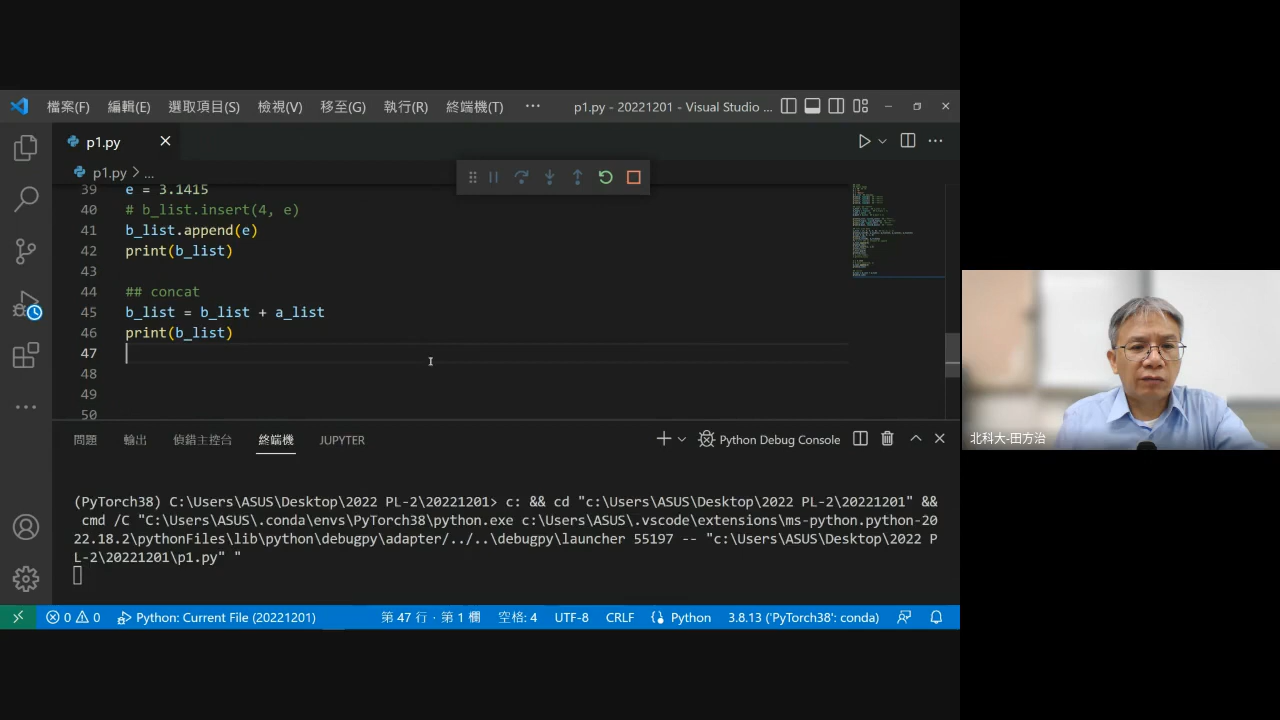 檔案(F) 編輯(E) 選取項目(S) 檢視(V) 移至(G) 執行(R) 終端機(T) ··· p1.py - 20221201 - Visual Studio ...
p1.py
p1.py > ...
39 e = 3.1415
40 # b_list.insert(4, e)
41 b_list.append(e)
42 print(b_list)
43
44 ## concat
45 b_list = b_list + a_list
46 print(b_list)
47
48
49
50
問題 輸出 偵錯主控台 終端機 JUPYTER Python Debug Console
(PyTorch38) C:\Users\ASUS\Desktop\2022 PL-2\20221201> c: && cd "c:\Users\ASUS\Desktop\2022 PL-2\20221201" &&
cmd /C "C:\Users\ASUS\.conda\envs\PyTorch38\python.exe c:\Users\ASUS\.vscode\extensions\ms-python.python-20
22.18.2\pythonFiles\lib\python\debugpy\adapter/../..\debugpy\launcher 55197 -- "c:\Users\ASUS\Desktop\2022 P
L-2\20221201\p1.py" "
0 0 Python: Current File (20221201) 第 47 行，第 1 欄 空格: 4 UTF-8 CRLF Python 3.8.13 ('PyTorch38': conda)
北科大-田方治